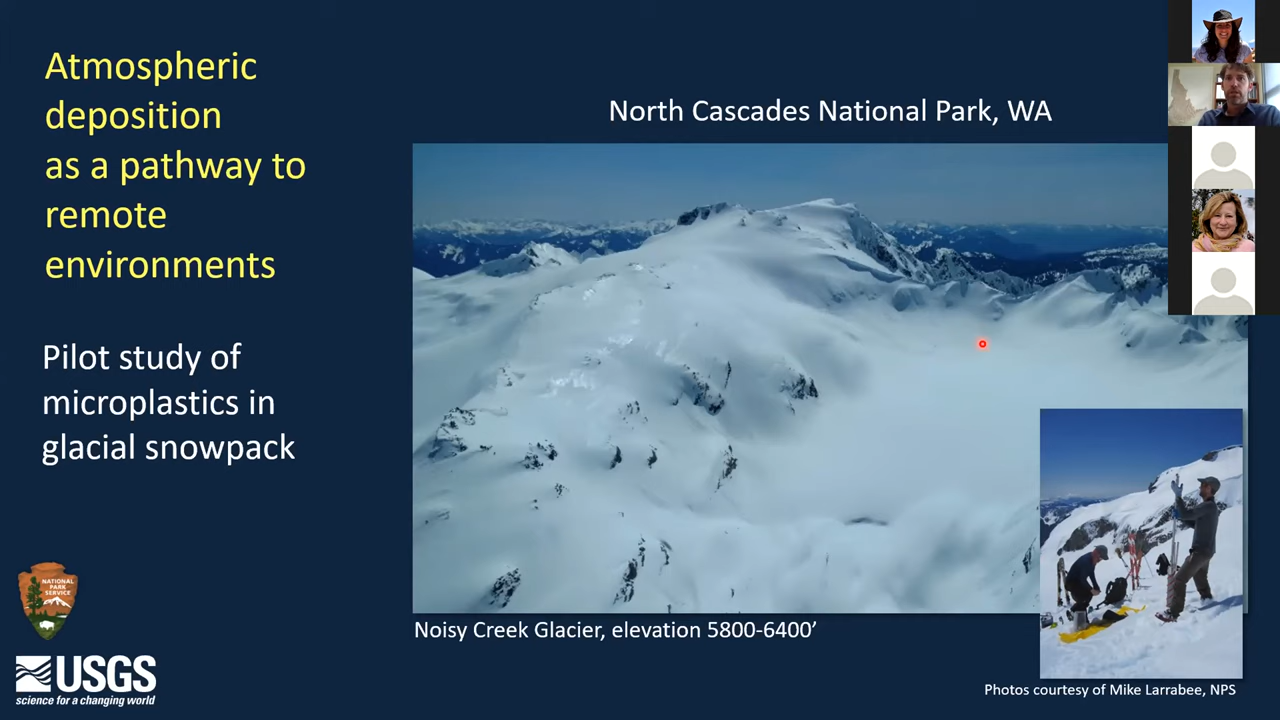 Atmospheric
deposition
as a pathway to
remote
environments
Pilot study of
microplastics in
glacial snowpack
North Cascades National Park, WA
Noisy Creek Glacier, elevation 5800-6400’
Photos courtesy of Mike Larrabee, NPS
NATIONAL
PARK
SERVICE
USGS
science for a changing world